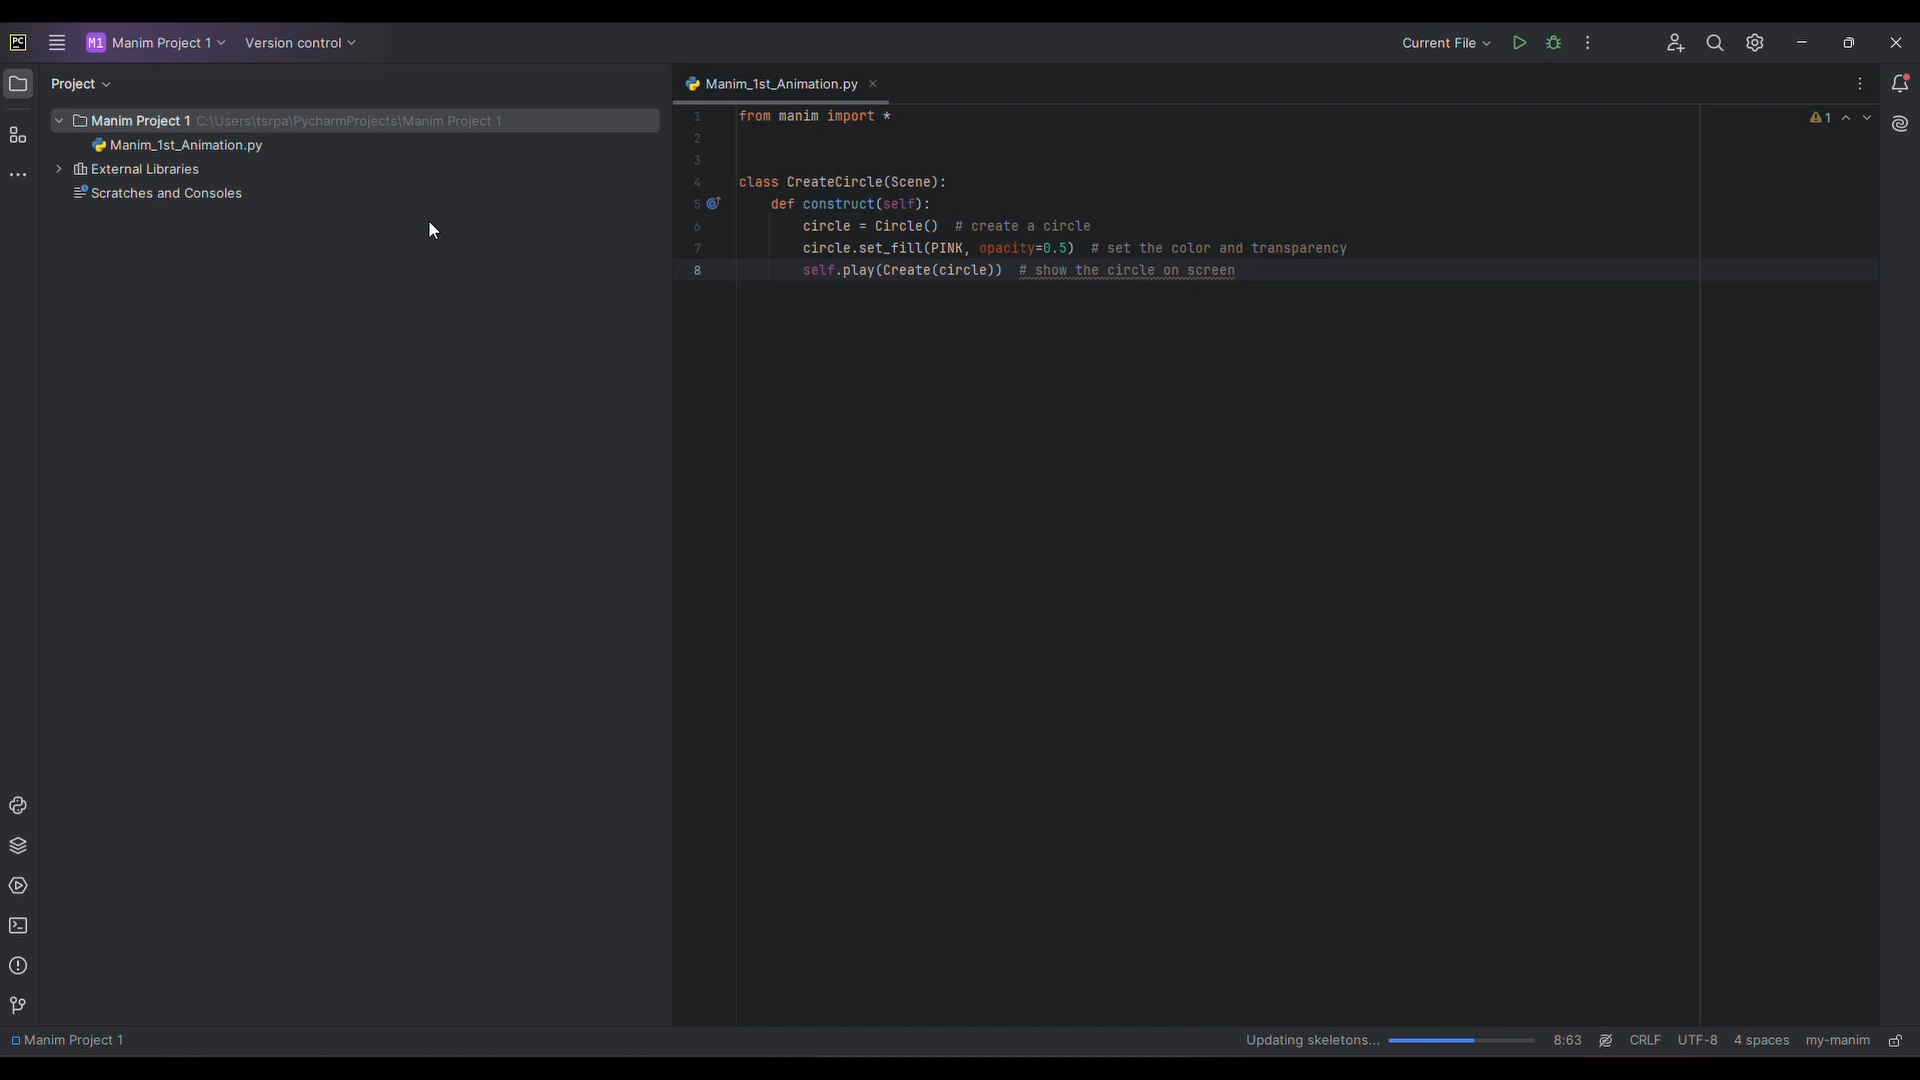 PC M1 Manim Project 1 Version control Current File
Project
Manim Project 1 C:\Users\tsrpa\PycharmProjects\Manim Project 1
Manim_1st_Animation.py
External Libraries
Scratches and Consoles
Manim_1st_Animation.py
1 from manim import *
2
3
4 class CreateCircle(Scene):
5 def construct(self):
6 circle = Circle() # create a circle
7 circle.set_fill(PINK, opacity=0.5) # set the color and transparency
8 self.play(Create(circle)) # show the circle on screen
1
Manim Project 1 Updating skeletons... 8:63 CRLF UTF-8 4 spaces my-manim